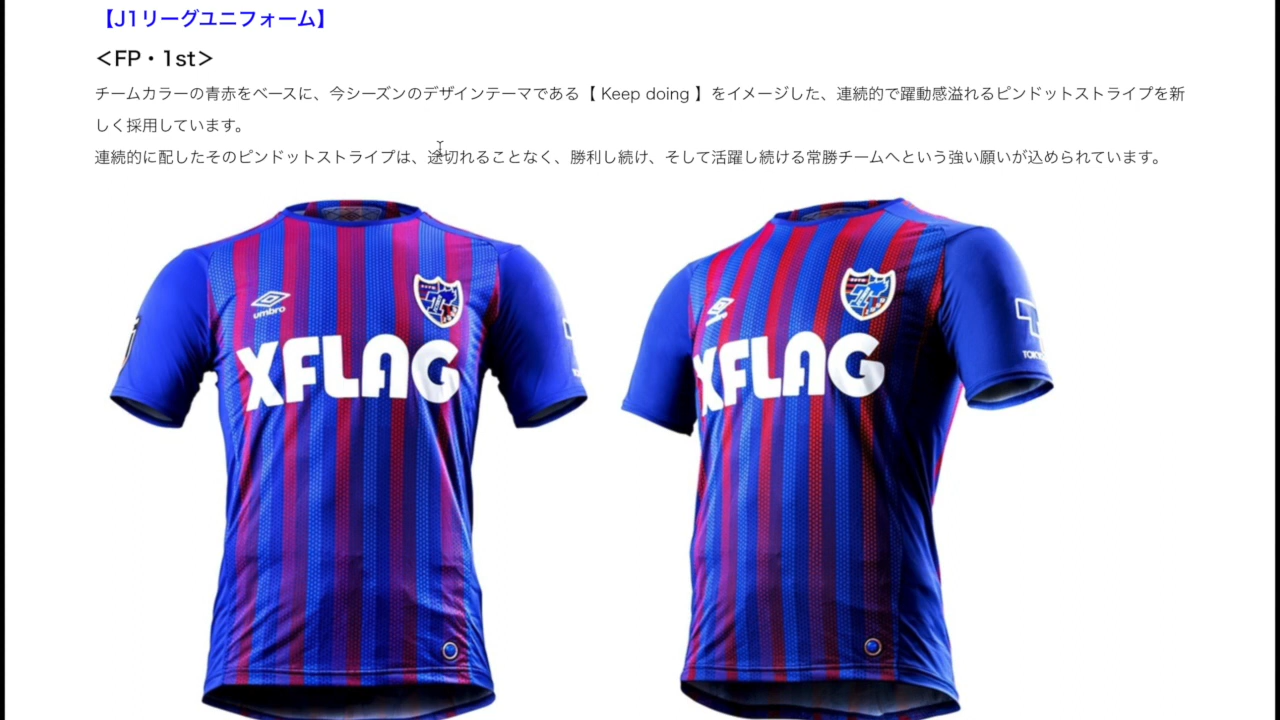 【J1リーグユニフォーム】
＜FP・1st＞
チームカラーの青赤をベースに、今シーズンのデザインテーマである【 Keep doing 】をイメージした、連続的で躍動感溢れるピンドットストライプを新
しく採用しています。
連続的に配したそのピンドットストライプは、途切れることなく、勝利し続け、そして活躍し続ける常勝チームへという強い願いが込められています。
umbro
XFLAG
XFLAG